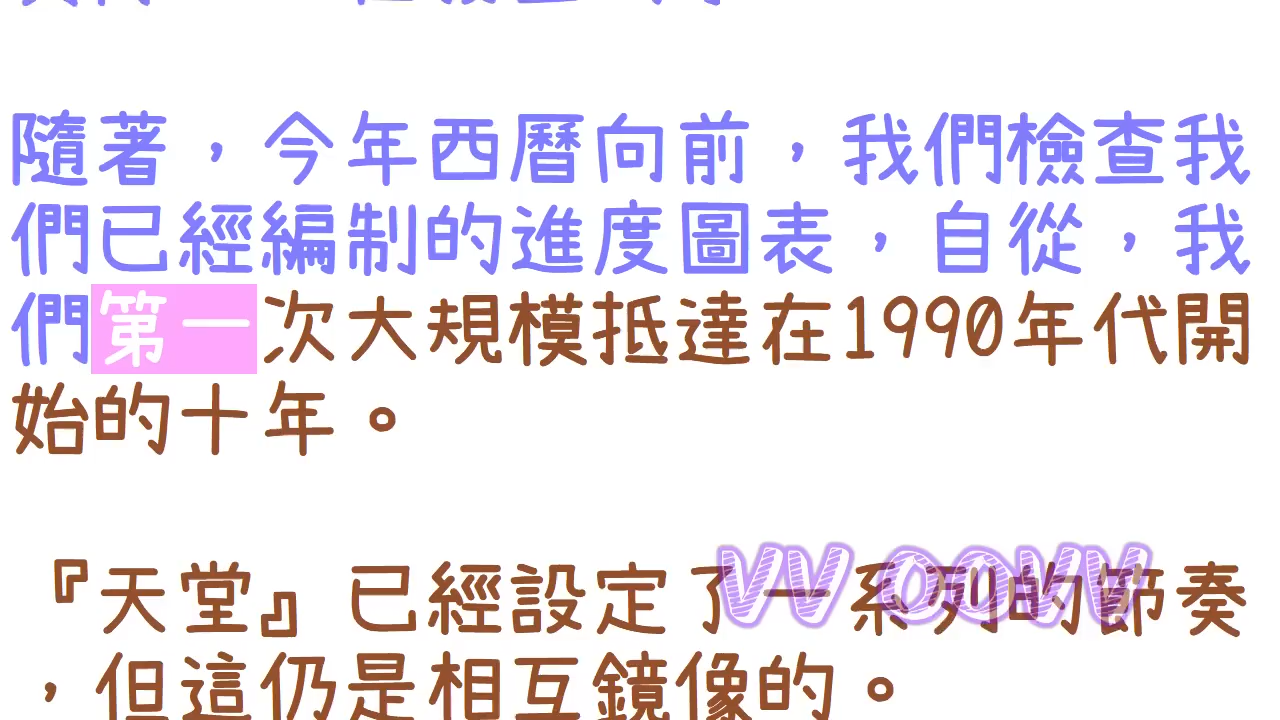 隨著，今年西曆向前，我們檢查我
們已經編制的進度圖表，自從，我
們第一次大規模抵達在1990年代開
始的十年。
『天堂』已經設定了一系列的節奏
，但這仍是相互鏡像的。
VV OOVV